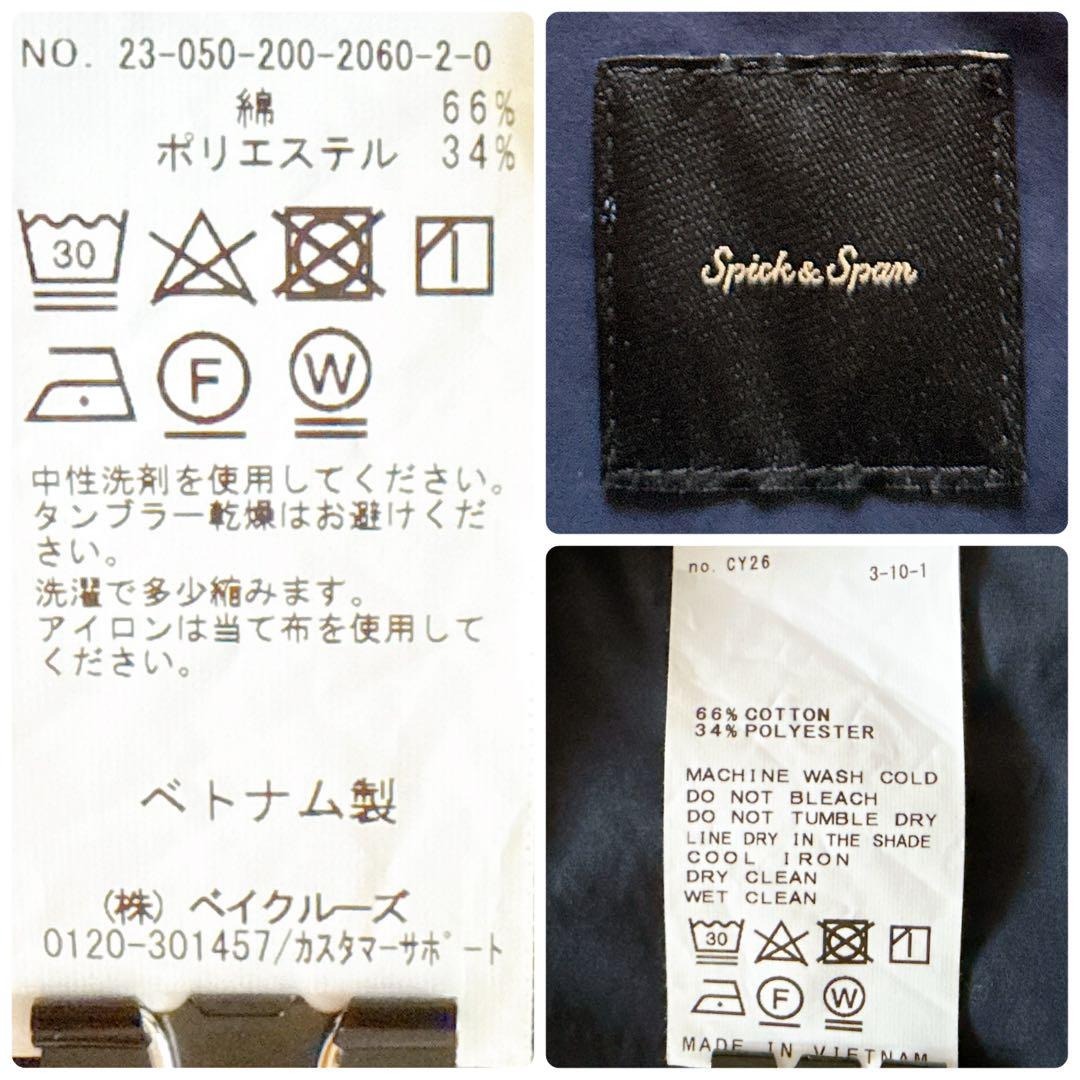 NO. 23-050-200-2060-2-0
綿 66%
ポリエステル 34%
30
F W
中性洗剤を使用してください。
タンブラー乾燥はお避けくだ
さい。
洗濯で多少縮みます。
アイロンは当て布を使用して
ください。
ベトナム製
(株) ベイクルーズ
0120-301457/カスタマーサポート
Spick & Span
no. CY26 3-10-1
66% COTTON
34% POLYESTER
MACHINE WASH COLD
DO NOT BLEACH
DO NOT TUMBLE DRY
LINE DRY IN THE SHADE
COOL IRON
DRY CLEAN
WET CLEAN
30
F W
MADE IN VIETNAM